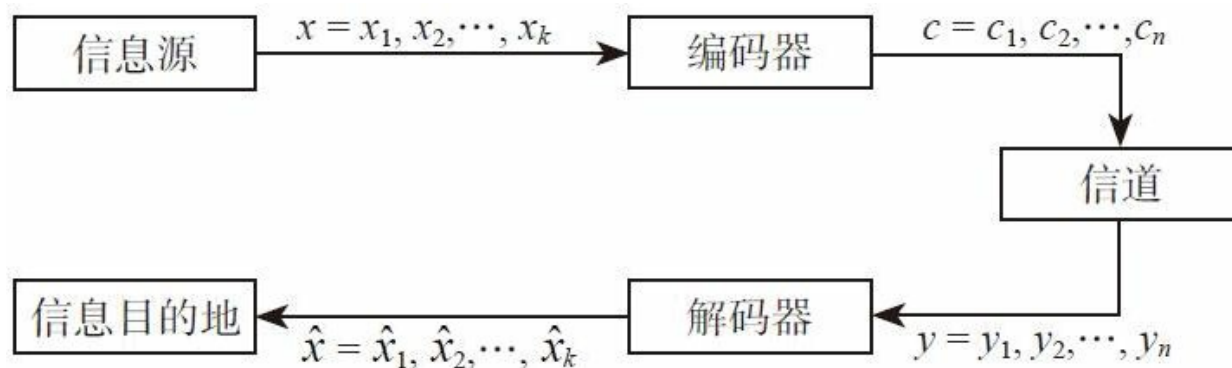 信息源
x = x₁, x₂,⋯, xₖ
编码器
c = c₁, c₂,⋯,cₙ
信道
信息目的地
x̂ = x̂₁, x̂₂,⋯, x̂ₖ
解码器
y = y₁, y₂,⋯, yₙ